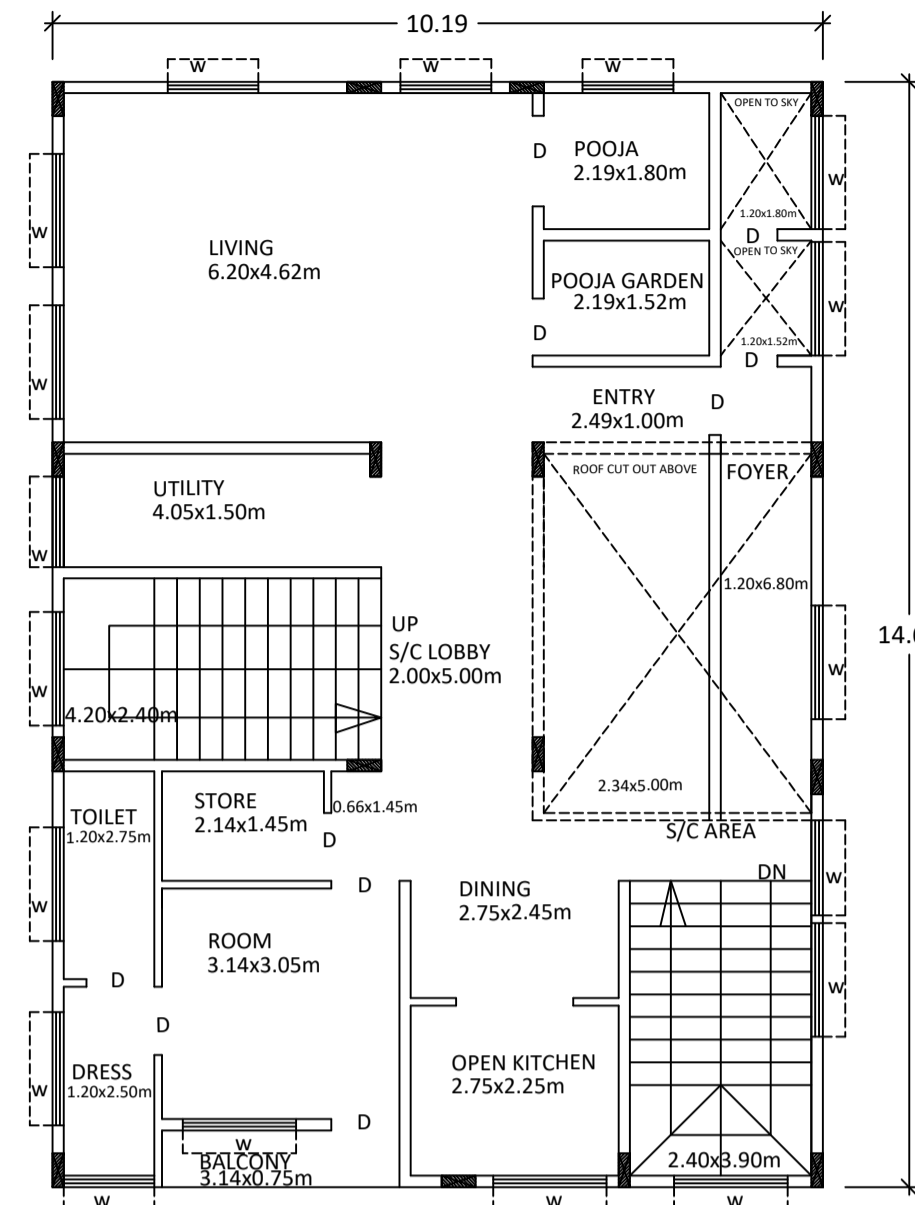 10.19
W
W
W
OPEN TO SKY
D
POOJA
2.19x1.80m
W
1.20x1.80m
W
D
LIVING
6.20x4.62m
OPEN TO SKY
POOJA GARDEN
2.19x1.52m
W
D
1.20x1.52m
D
W
ENTRY
2.49x1.00m
D
ROOF CUT OUT ABOVE
FOYER
UTILITY
4.05x1.50m
W
1.20x6.80m
UP
S/C LOBBY
2.00x5.00m
14.6
W
W
4.20x2.40m
2.34x5.00m
STORE
2.14x1.45m
0.66x1.45m
TOILET
1.20x2.75m
D
S/C AREA
DN
W
D
DINING
2.75x2.45m
W
ROOM
3.14x3.05m
D
W
D
OPEN KITCHEN
2.75x2.25m
DRESS
1.20x2.50m
W
D
W
BALCONY
3.14x0.75m
2.40x3.90m
W
W
W